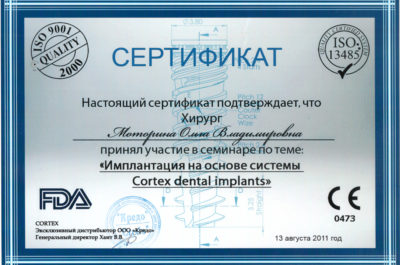 ISO 9001
QUALITY
2000
ISO
13485
СЕРТИФИКАТ
Настоящий сертификат подтверждает, что
Хирург
Моторина Ольга Владимировна
принял участие в семинаре по теме:
«Имплантация на основе системы
Cortex dental implants»
FDA
CE
0473
CORTEX
Эксклюзивный дистрибьютор ООО «Кредо»
Генеральный директор Хаит В.В.
«Кредо»
13 августа 2011 год